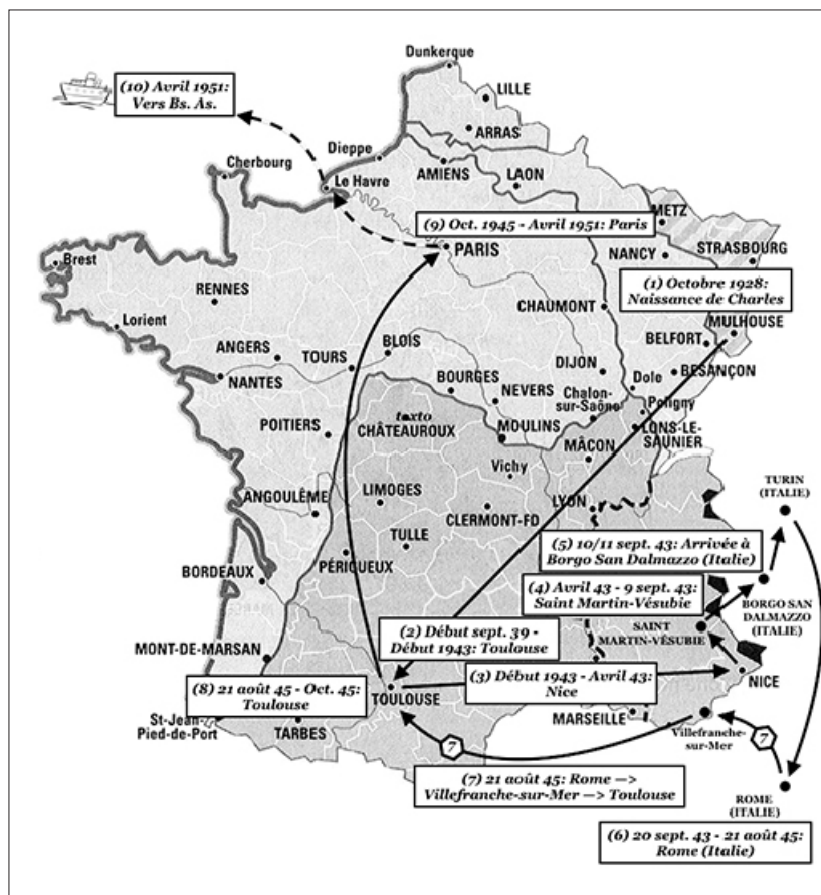 Dunkerque
(10) Avril 1951:
Vers Bs. As.
LILLE
ARRAS
Dieppe
Cherbourg
Le Havre
AMIENS
LAON
(9) Oct. 1945 - Avril 1951: Paris
METZ
PARIS
NANCY
STRASBOURG
Brest
RENNES
(1) Octobre 1928:
Naissance de Charles
Lorient
CHAUMONT
MULHOUSE
ANGERS
TOURS
BLOIS
BELFORT
NANTES
BOURGES
NEVERS
DIJON
BESANÇON
Dole
Chalon-
sur-Saône
Poligny
POITIERS
texto
CHÂTEAUROUX
MOULINS
LONS-LE-
SAUNIER
MÂCON
Vichy
ANGOULÊME
LIMOGES
CLERMONT-FD
LYON
TURIN
(ITALIE)
TULLE
PÉRIGUEUX
(5) 10/11 sept. 43: Arrivée à
Borgo San Dalmazzo (Italie)
BORDEAUX
(4) Avril 43 - 9 sept. 43:
Saint Martin-Vésubie
BORGO SAN
DALMAZZO
(ITALIE)
SAINT
MARTIN-VÉSUBIE
MONT-DE-MARSAN
(2) Début sept. 39 -
Début 1943: Toulouse
(8) 21 août 45 - Oct. 45:
Toulouse
TOULOUSE
(3) Début 1943 - Avril 43:
Nice
NICE
St-Jean-
Pied-de-Port
TARBES
MARSEILLE
Villefranche-
sur-Mer
7
7
(7) 21 août 45: Rome —>
Villefranche-sur-Mer —> Toulouse
ROME
(ITALIE)
(6) 20 sept. 43 - 21 août 45:
Rome (Italie)